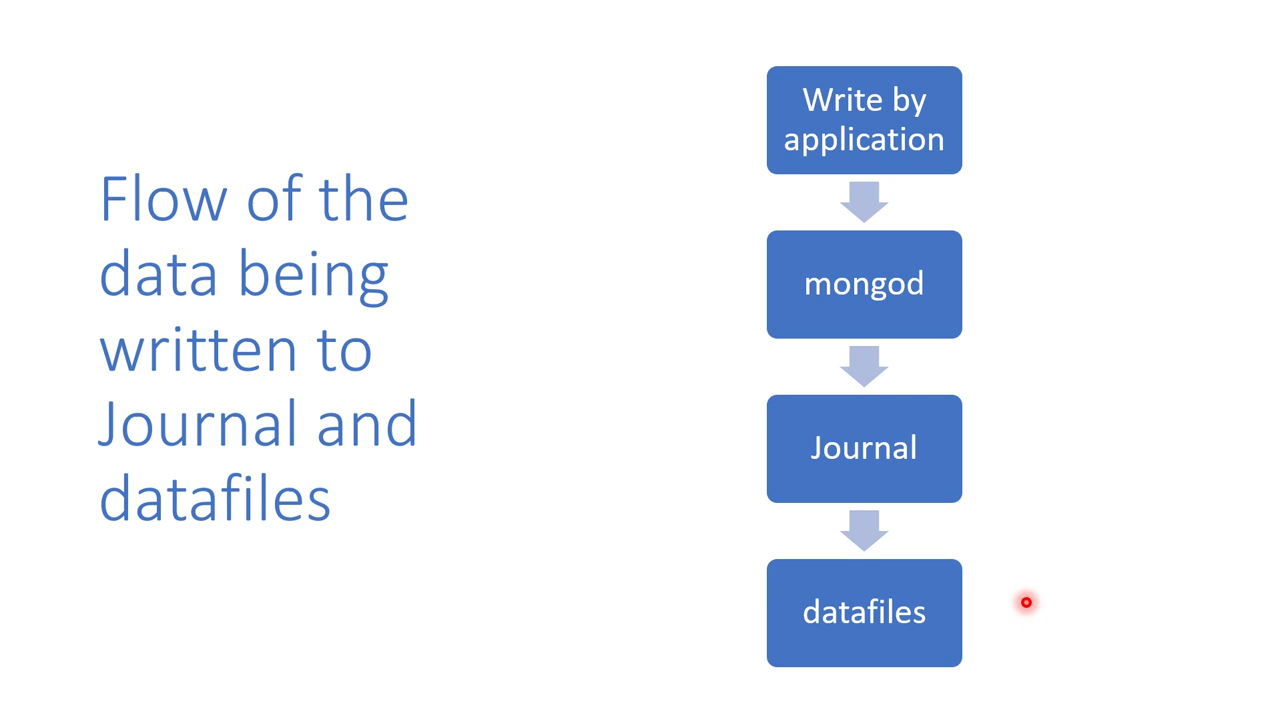 Flow of the
data being
written to
Journal and
datafiles
Write by
application
mongod
Journal
datafiles